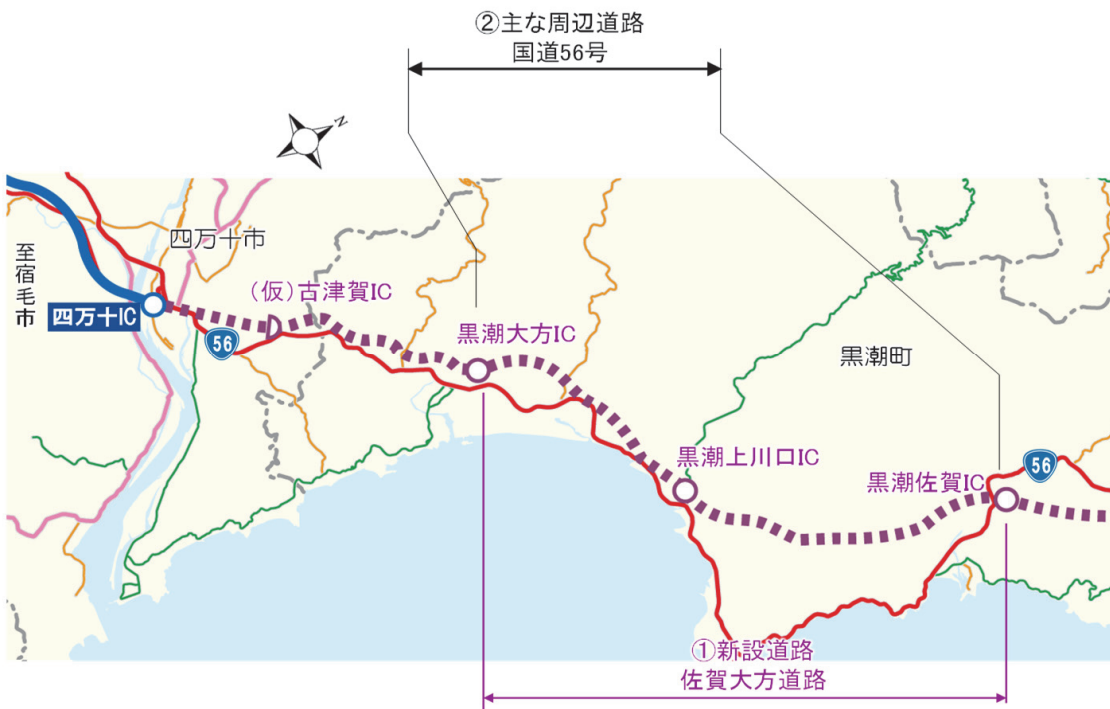 ②主な周辺道路
国道56号
N
四万十市
至宿毛市
(仮)古津賀IC
四万十IC
56
黒潮大方IC
黒潮町
黒潮上川口IC
黒潮佐賀IC
56
①新設道路
佐賀大方道路